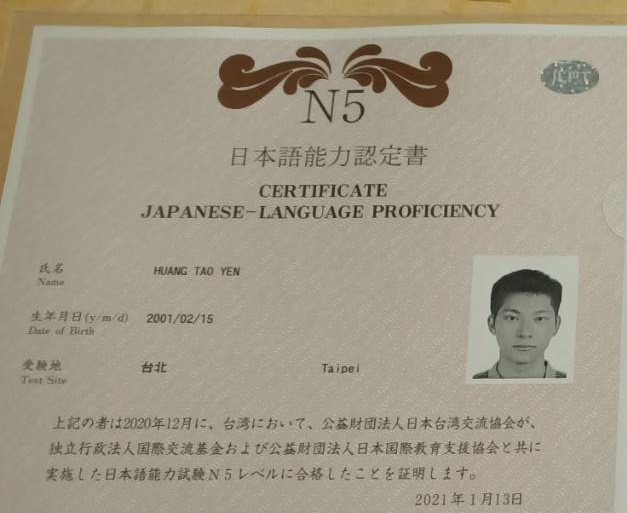 JLPT
N5
日本語能力認定書
CERTIFICATE
JAPANESE-LANGUAGE PROFICIENCY
氏名 HUANG TAO YEN
Name
生年月日(y/m/d) 2001/02/15
Date of Birth
受験地 台北 Taipei
Test Site
上記の者は2020年12月に、台湾において、公益財団法人日本台湾交流協会が、
独立行政法人国際交流基金および公益財団法人日本国際教育支援協会と共に
実施した日本語能力試験N5レベルに合格したことを証明します。
2021年1月13日